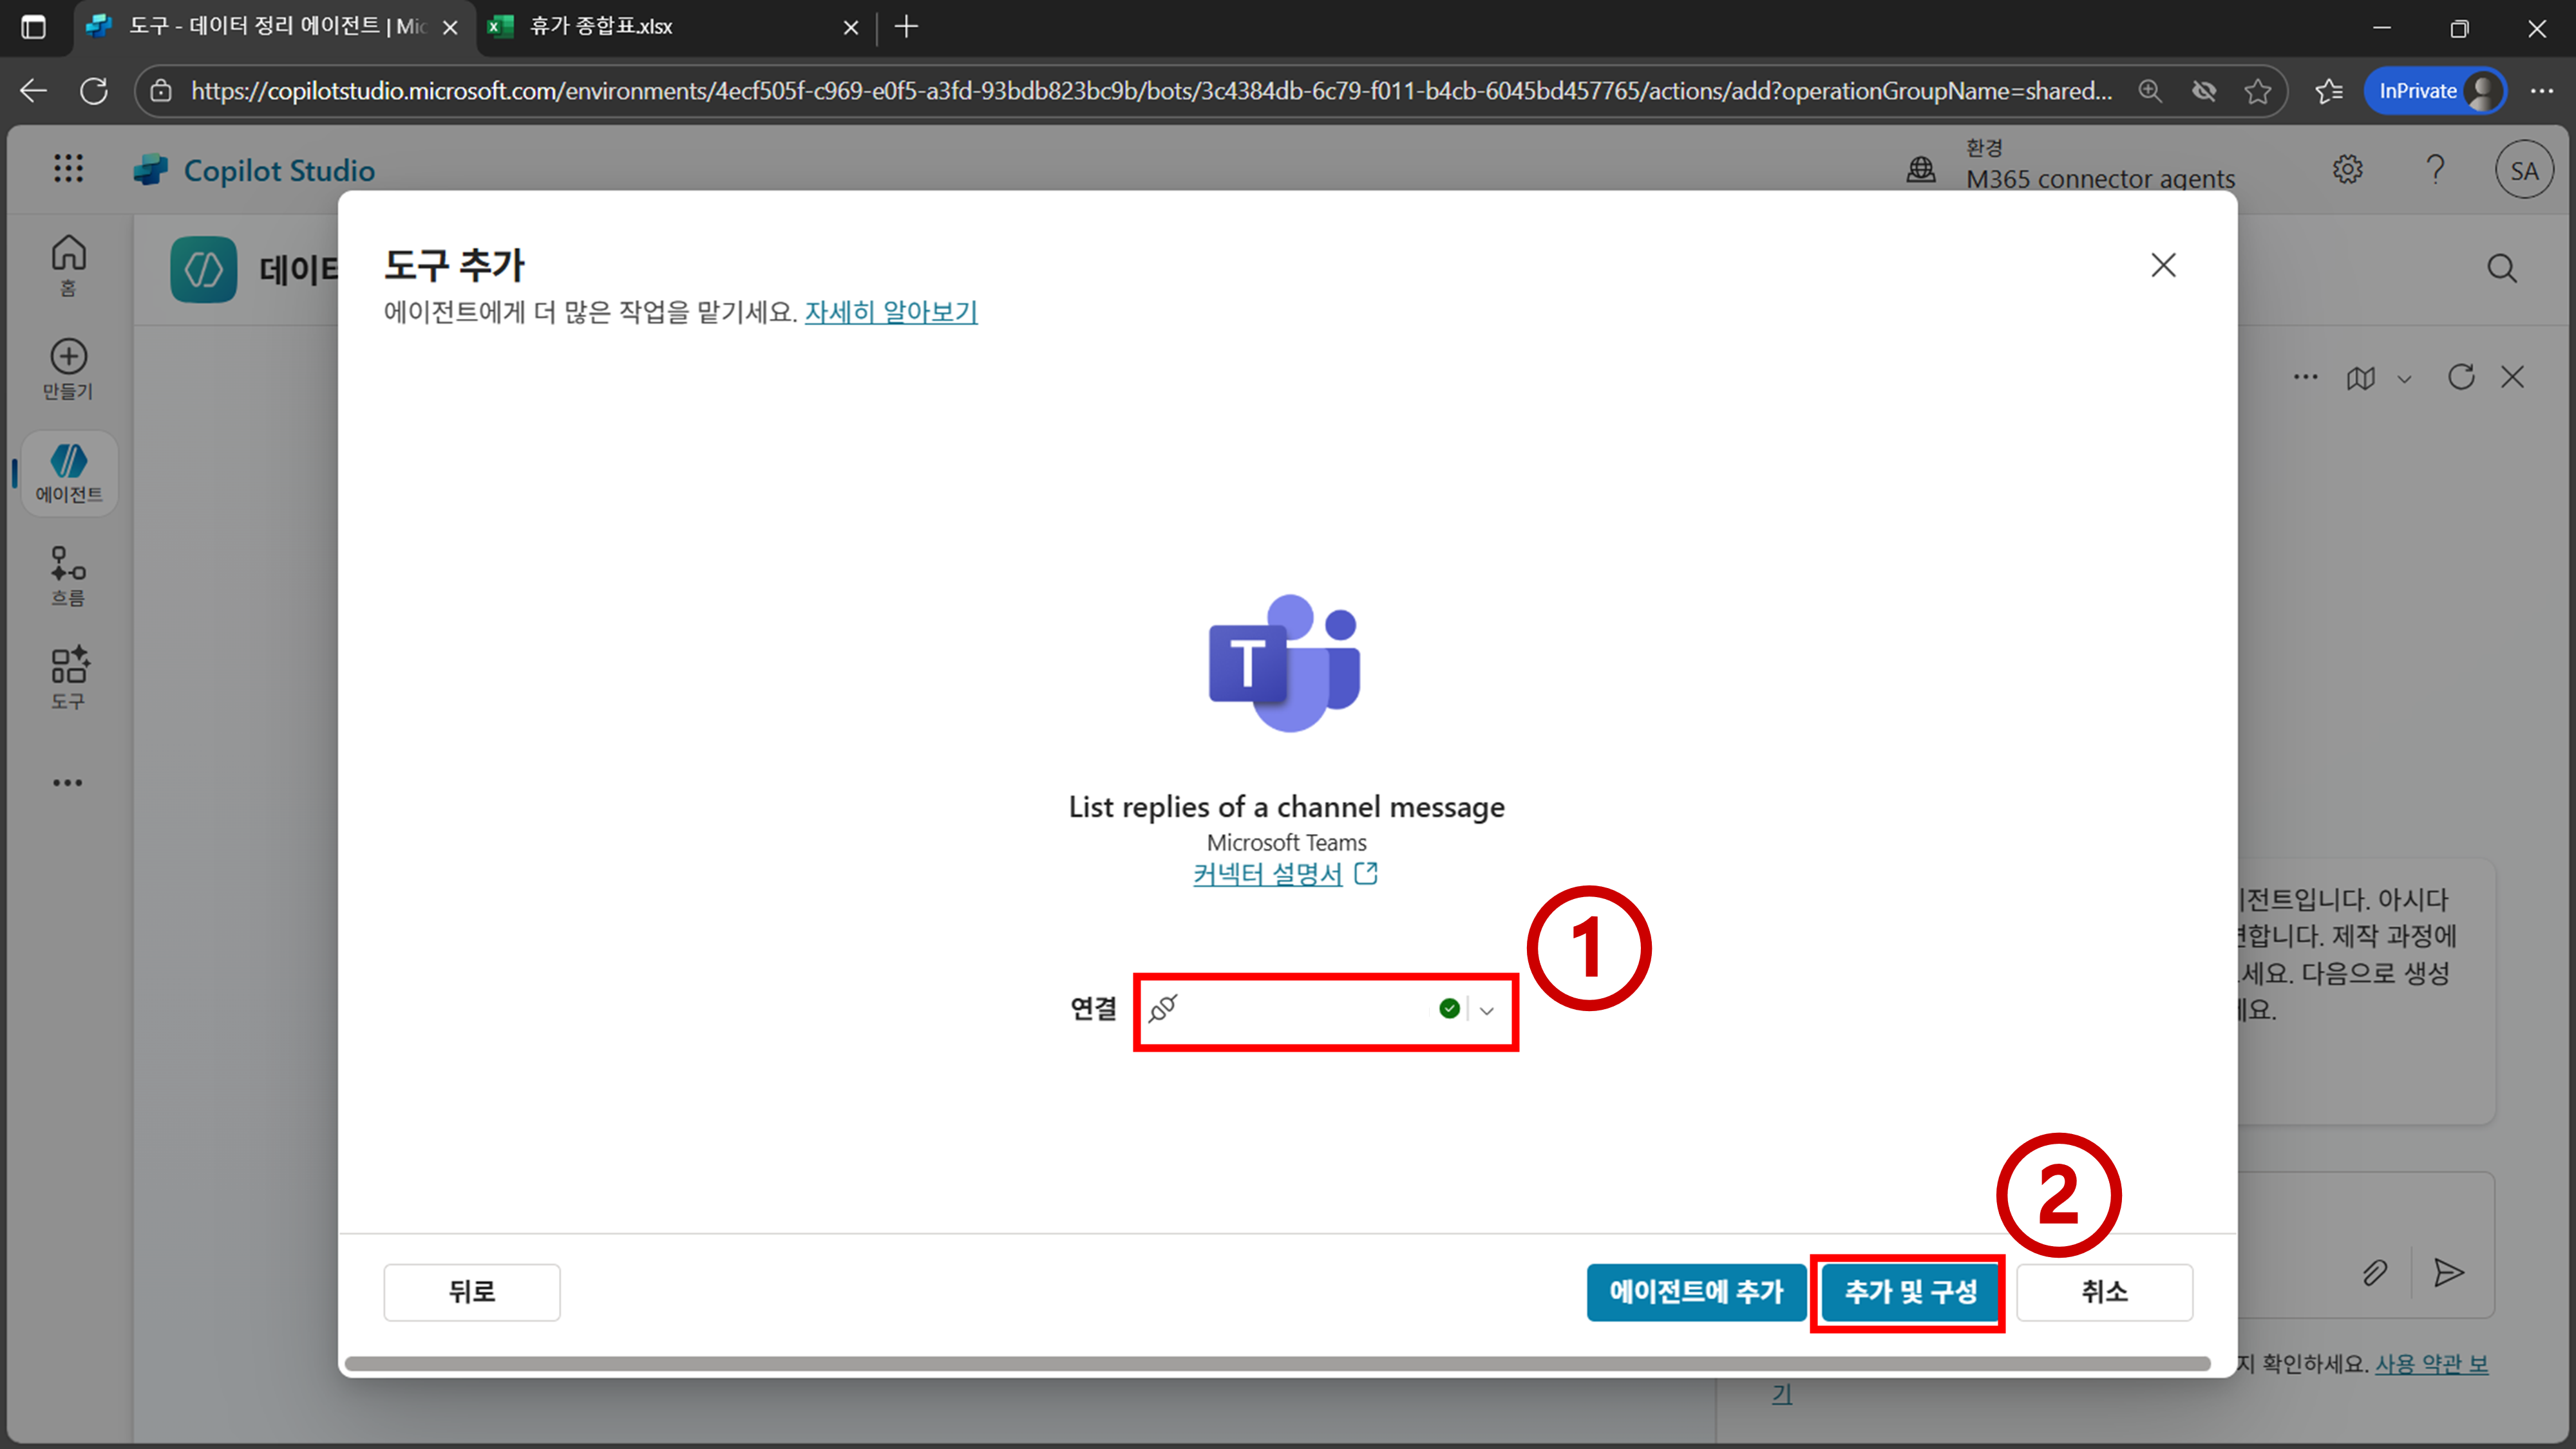 도구 - 데이터 정리 에이전트 | Mic
휴가 종합표.xlsx
https://copilotstudio.microsoft.com/environments/4ecf505f-c969-e0f5-a3fd-93bdb823bc9b/bots/3c4384db-6c79-f011-b4cb-6045bd457765/actions/add?operationGroupName=shared...
InPrivate
Copilot Studio
환경
M365 connector agents
SA
홈
만들기
에이전트
흐름
도구
데이터
도구 추가
에이전트에게 더 많은 작업을 맡기세요. 자세히 알아보기
T
List replies of a channel message
Microsoft Teams
커넥터 설명서
연결
1
이전트입니다. 아시다
합니다. 제작 과정에
세요. 다음으로 생성
요.
2
뒤로
에이전트에 추가
추가 및 구성
취소
지 확인하세요. 사용 약관 보
기